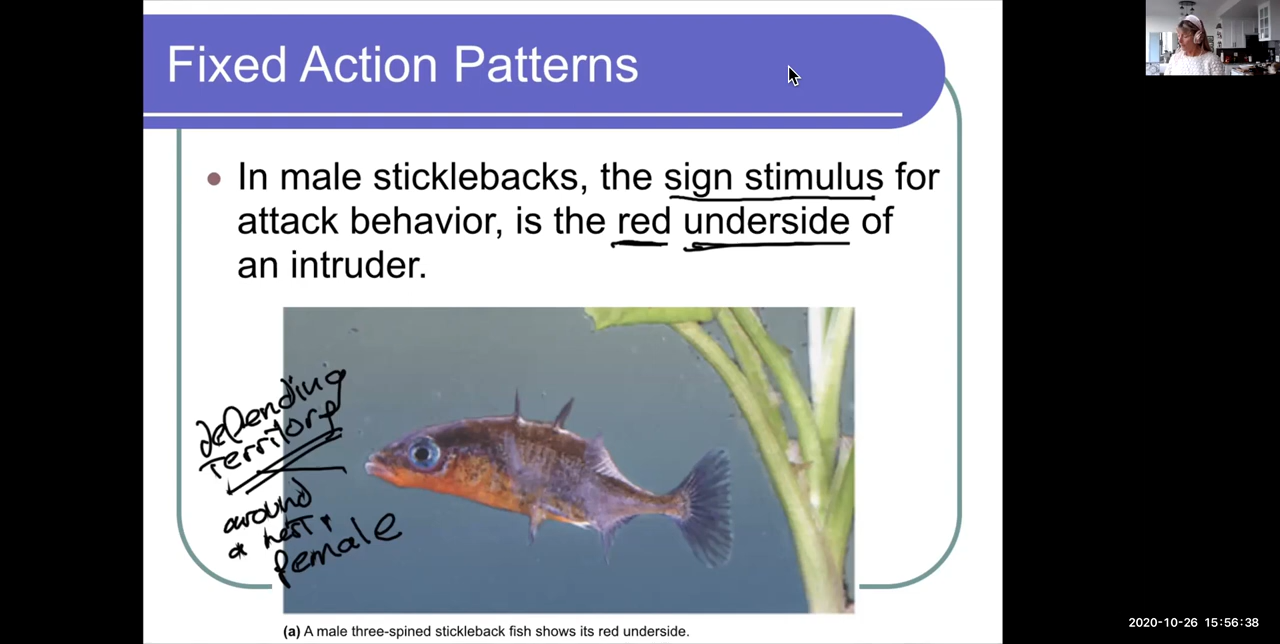 Fixed Action Patterns
In male sticklebacks, the sign stimulus for
attack behavior, is the red underside of
an intruder.
defending
Territory
around
a nest,
female
(a) A male three-spined stickleback fish shows its red underside.
2020-10-26 15:56:38